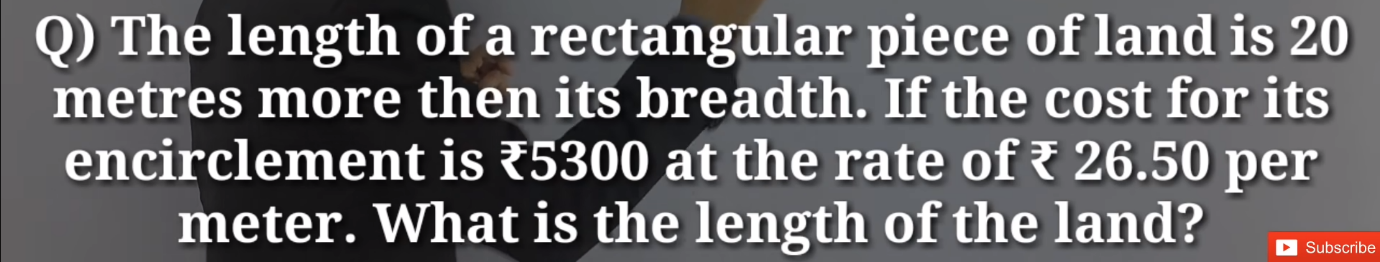 Q) The length of a rectangular piece of land is 20
metres more then its breadth. If the cost for its
encirclement is ₹5300 at the rate of ₹ 26.50 per
meter. What is the length of the land?
Subscribe